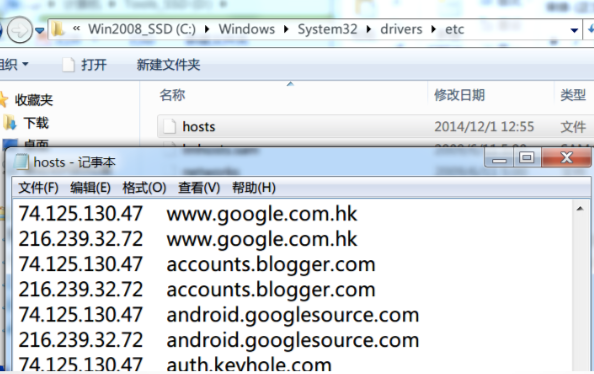 « Win2008_SSD (C:) ▸ Windows ▸ System32 ▸ drivers ▸ etc
组织 打开 新建文件夹
收藏夹 名称 修改日期 类型
下载
hosts 2014/12/1 12:55 文件
桌面
hosts - 记事本
文件(F) 编辑(E) 格式(O) 查看(V) 帮助(H)
74.125.130.47 www.google.com.hk
216.239.32.72 www.google.com.hk
74.125.130.47 accounts.blogger.com
216.239.32.72 accounts.blogger.com
74.125.130.47 android.googlesource.com
216.239.32.72 android.googlesource.com
74.125.130.47 auth.keyhole.com